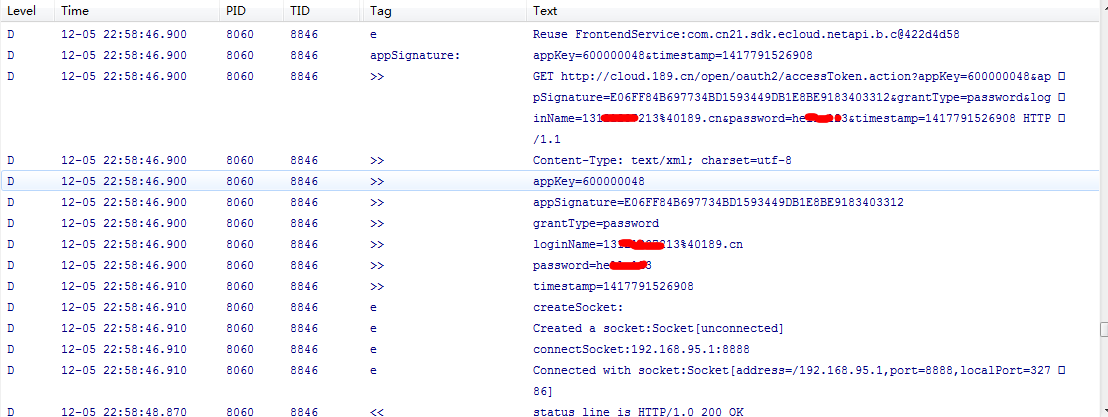 Level Time PID TID Tag Text
D 12-05 22:58:46.900 8060 8846 e Reuse FrontendService:com.cn21.sdk.ecloud.netapi.b.c@422d4d58
D 12-05 22:58:46.900 8060 8846 appSignature: appKey=600000048&timestamp=1417791526908
D 12-05 22:58:46.900 8060 8846 >> GET http://cloud.189.cn/open/oauth2/accessToken.action?appKey=600000048&ap
pSignature=E06FF84B697734BD1593449DB1E8BE9183403312&grantType=password&log
inName=131 213%40189.cn&password=he 3&timestamp=1417791526908 HTTP
/1.1
D 12-05 22:58:46.900 8060 8846 >> Content-Type: text/xml; charset=utf-8
D 12-05 22:58:46.900 8060 8846 >> appKey=600000048
D 12-05 22:58:46.900 8060 8846 >> appSignature=E06FF84B697734BD1593449DB1E8BE9183403312
D 12-05 22:58:46.900 8060 8846 >> grantType=password
D 12-05 22:58:46.900 8060 8846 >> loginName=13 213%40189.cn
D 12-05 22:58:46.900 8060 8846 >> password=he 3
D 12-05 22:58:46.910 8060 8846 >> timestamp=1417791526908
D 12-05 22:58:46.910 8060 8846 e createSocket:
D 12-05 22:58:46.910 8060 8846 e Created a socket:Socket[unconnected]
D 12-05 22:58:46.910 8060 8846 e connectSocket:192.168.95.1:8888
D 12-05 22:58:46.910 8060 8846 e Connected with socket:Socket[address=/192.168.95.1,port=8888,localPort=327
86]
D 12-05 22:58:48.870 8060 8846 << status line is HTTP/1.0 200 OK